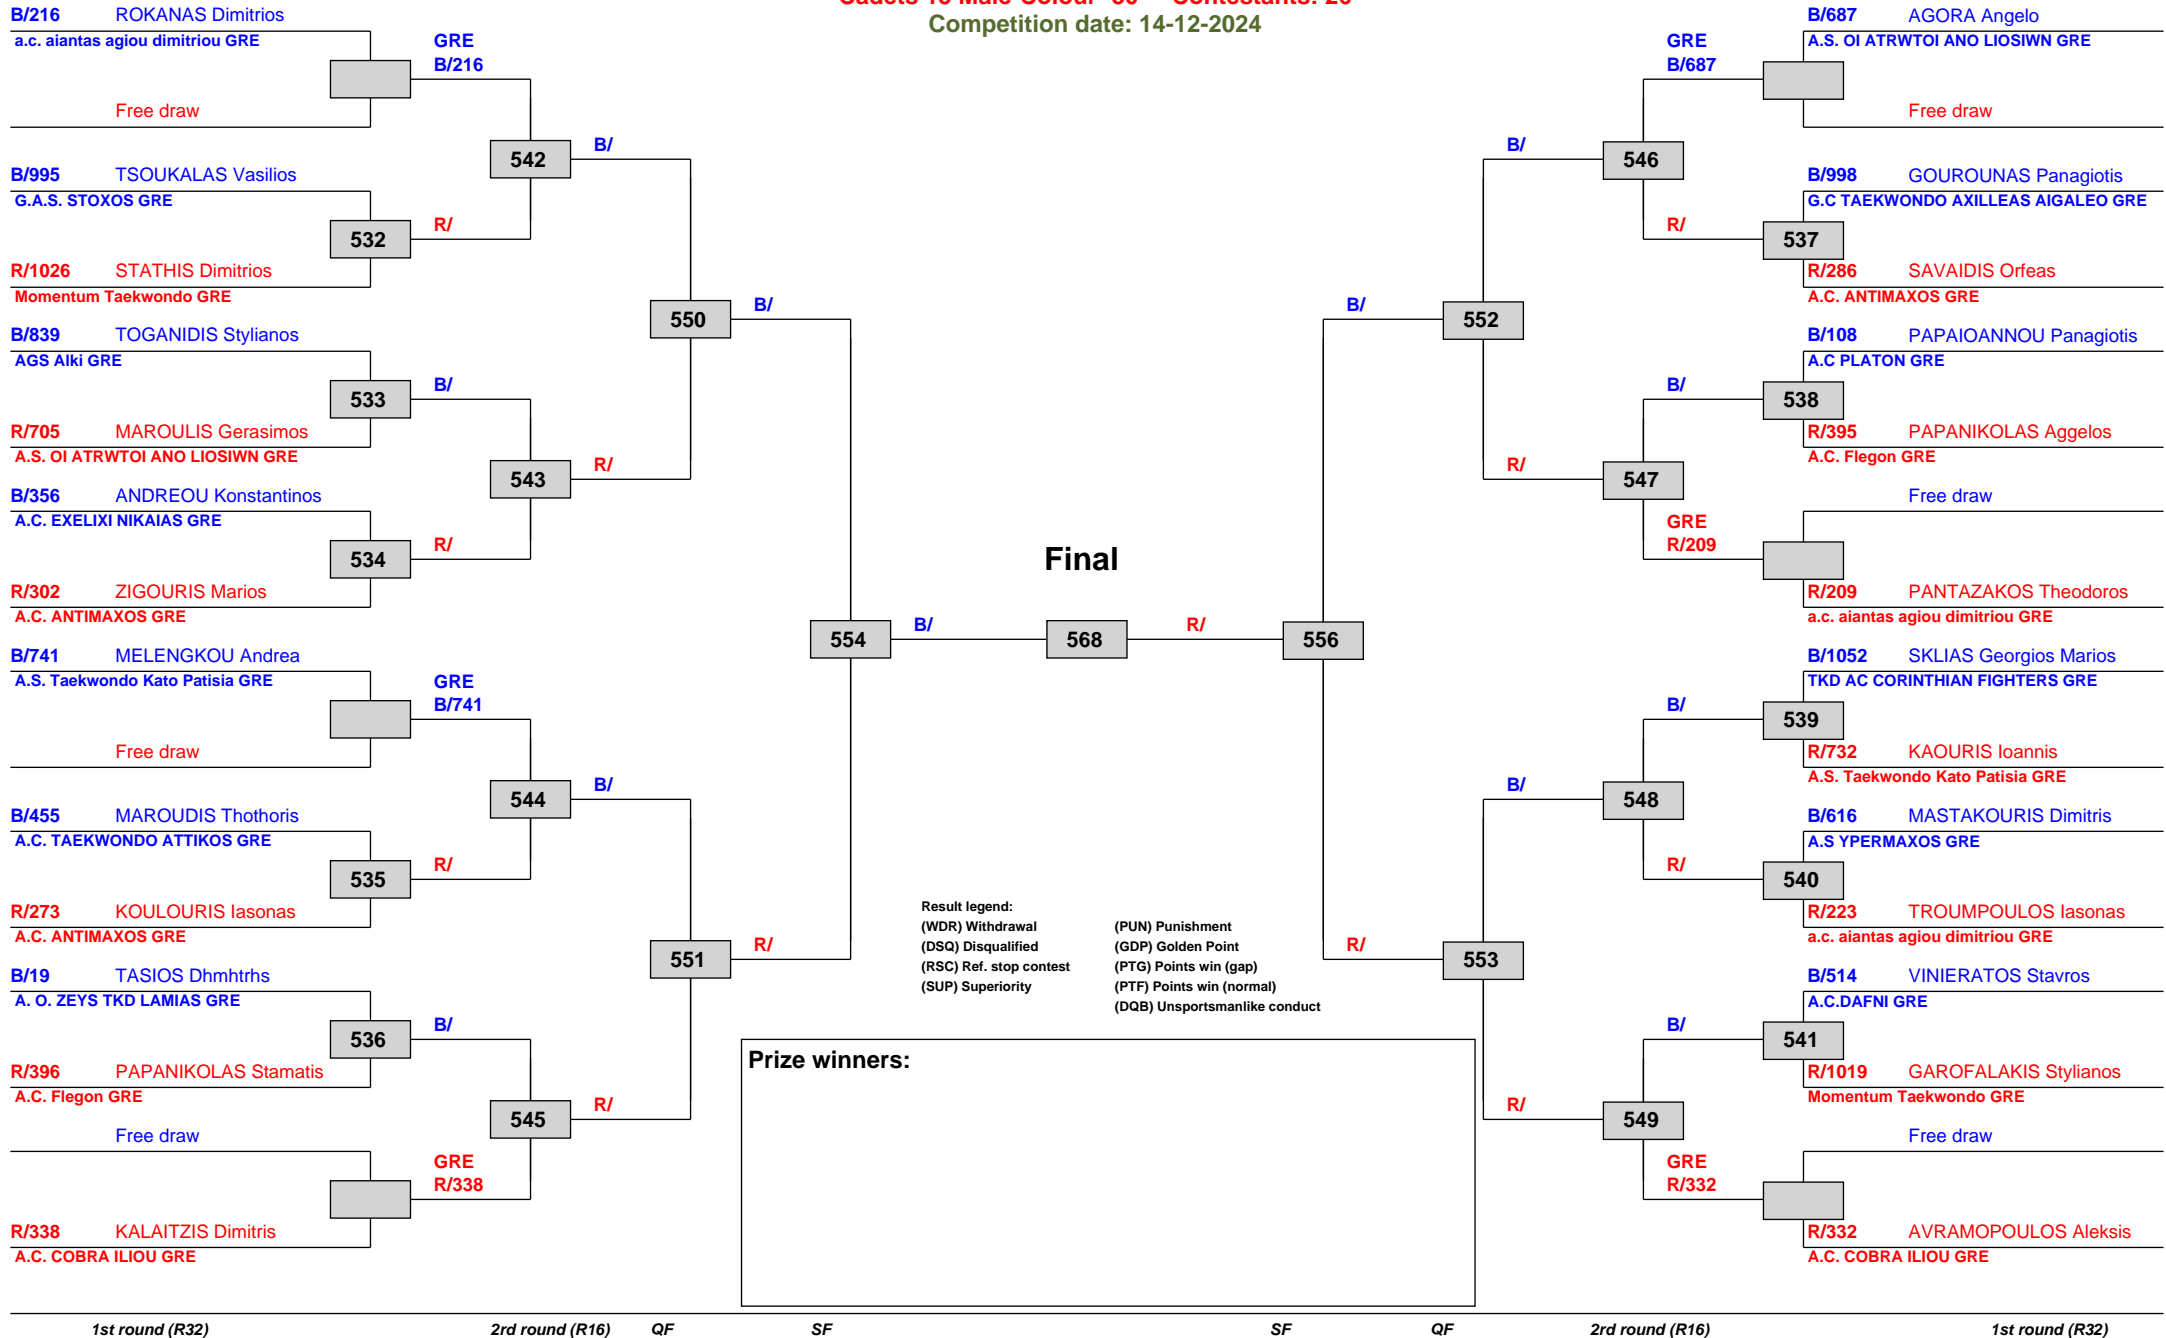 Competition date: 14-12-2024
B/216 ROKANAS Dimitrios
a.c. aiantas agiou dimitriou GRE
GRE
B/216
Free draw
542
B/
B/995 TSOUKALAS Vasilios
G.A.S. STOXOS GRE
532
R/
R/1026 STATHIS Dimitrios
Momentum Taekwondo GRE
550
B/
B/839 TOGANIDIS Stylianos
AGS Alki GRE
533
B/
R/705 MAROULIS Gerasimos
A.S. OI ATRWTOI ANO LIOSIWN GRE
543
R/
B/356 ANDREOU Konstantinos
A.C. EXELIXI NIKAIAS GRE
534
R/
R/302 ZIGOURIS Marios
A.C. ANTIMAXOS GRE
554
B/
B/741 MELENGKOU Andrea
A.S. Taekwondo Kato Patisia GRE
GRE
B/741
Free draw
544
B/
B/455 MAROUDIS Thothoris
A.C. TAEKWONDO ATTIKOS GRE
535
R/
R/273 KOULOURIS Iasonas
A.C. ANTIMAXOS GRE
551
R/
B/19 TASIOS Dhmhtrhs
A. O. ZEYS TKD LAMIAS GRE
536
B/
R/396 PAPANIKOLAS Stamatis
A.C. Flegon GRE
545
R/
Free draw
GRE
R/338
R/338 KALAITZIS Dimitris
A.C. COBRA ILIOU GRE
Final
568
R/
556
B/687 AGORA Angelo
A.S. OI ATRWTOI ANO LIOSIWN GRE
GRE
B/687
Free draw
B/
546
B/998 GOUROUNAS Panagiotis
G.C TAEKWONDO AXILLEAS AIGALEO GRE
R/
537
R/286 SAVAIDIS Orfeas
A.C. ANTIMAXOS GRE
B/
552
B/108 PAPAIOANNOU Panagiotis
A.C PLATON GRE
B/
538
R/395 PAPANIKOLAS Aggelos
A.C. Flegon GRE
R/
547
Free draw
GRE
R/209
R/209 PANTAZAKOS Theodoros
a.c. aiantas agiou dimitriou GRE
B/1052 SKLIAS Georgios Marios
TKD AC CORINTHIAN FIGHTERS GRE
B/
539
R/732 KAOURIS Ioannis
A.S. Taekwondo Kato Patisia GRE
B/
548
B/616 MASTAKOURIS Dimitris
A.S YPERMAXOS GRE
R/
540
R/223 TROUMPOULOS Iasonas
a.c. aiantas agiou dimitriou GRE
R/
553
B/514 VINIERATOS Stavros
A.C.DAFNI GRE
B/
541
R/1019 GAROFALAKIS Stylianos
Momentum Taekwondo GRE
R/
549
Free draw
GRE
R/332
R/332 AVRAMOPOULOS Aleksis
A.C. COBRA ILIOU GRE
Result legend:
(WDR) Withdrawal (PUN) Punishment
(DSQ) Disqualified (GDP) Golden Point
(RSC) Ref. stop contest (PTG) Points win (gap)
(SUP) Superiority (PTF) Points win (normal)
(DQB) Unsportsmanlike conduct
Prize winners:
1st round (R32) 2rd round (R16) QF SF SF QF 2rd round (R16) 1st round (R32)